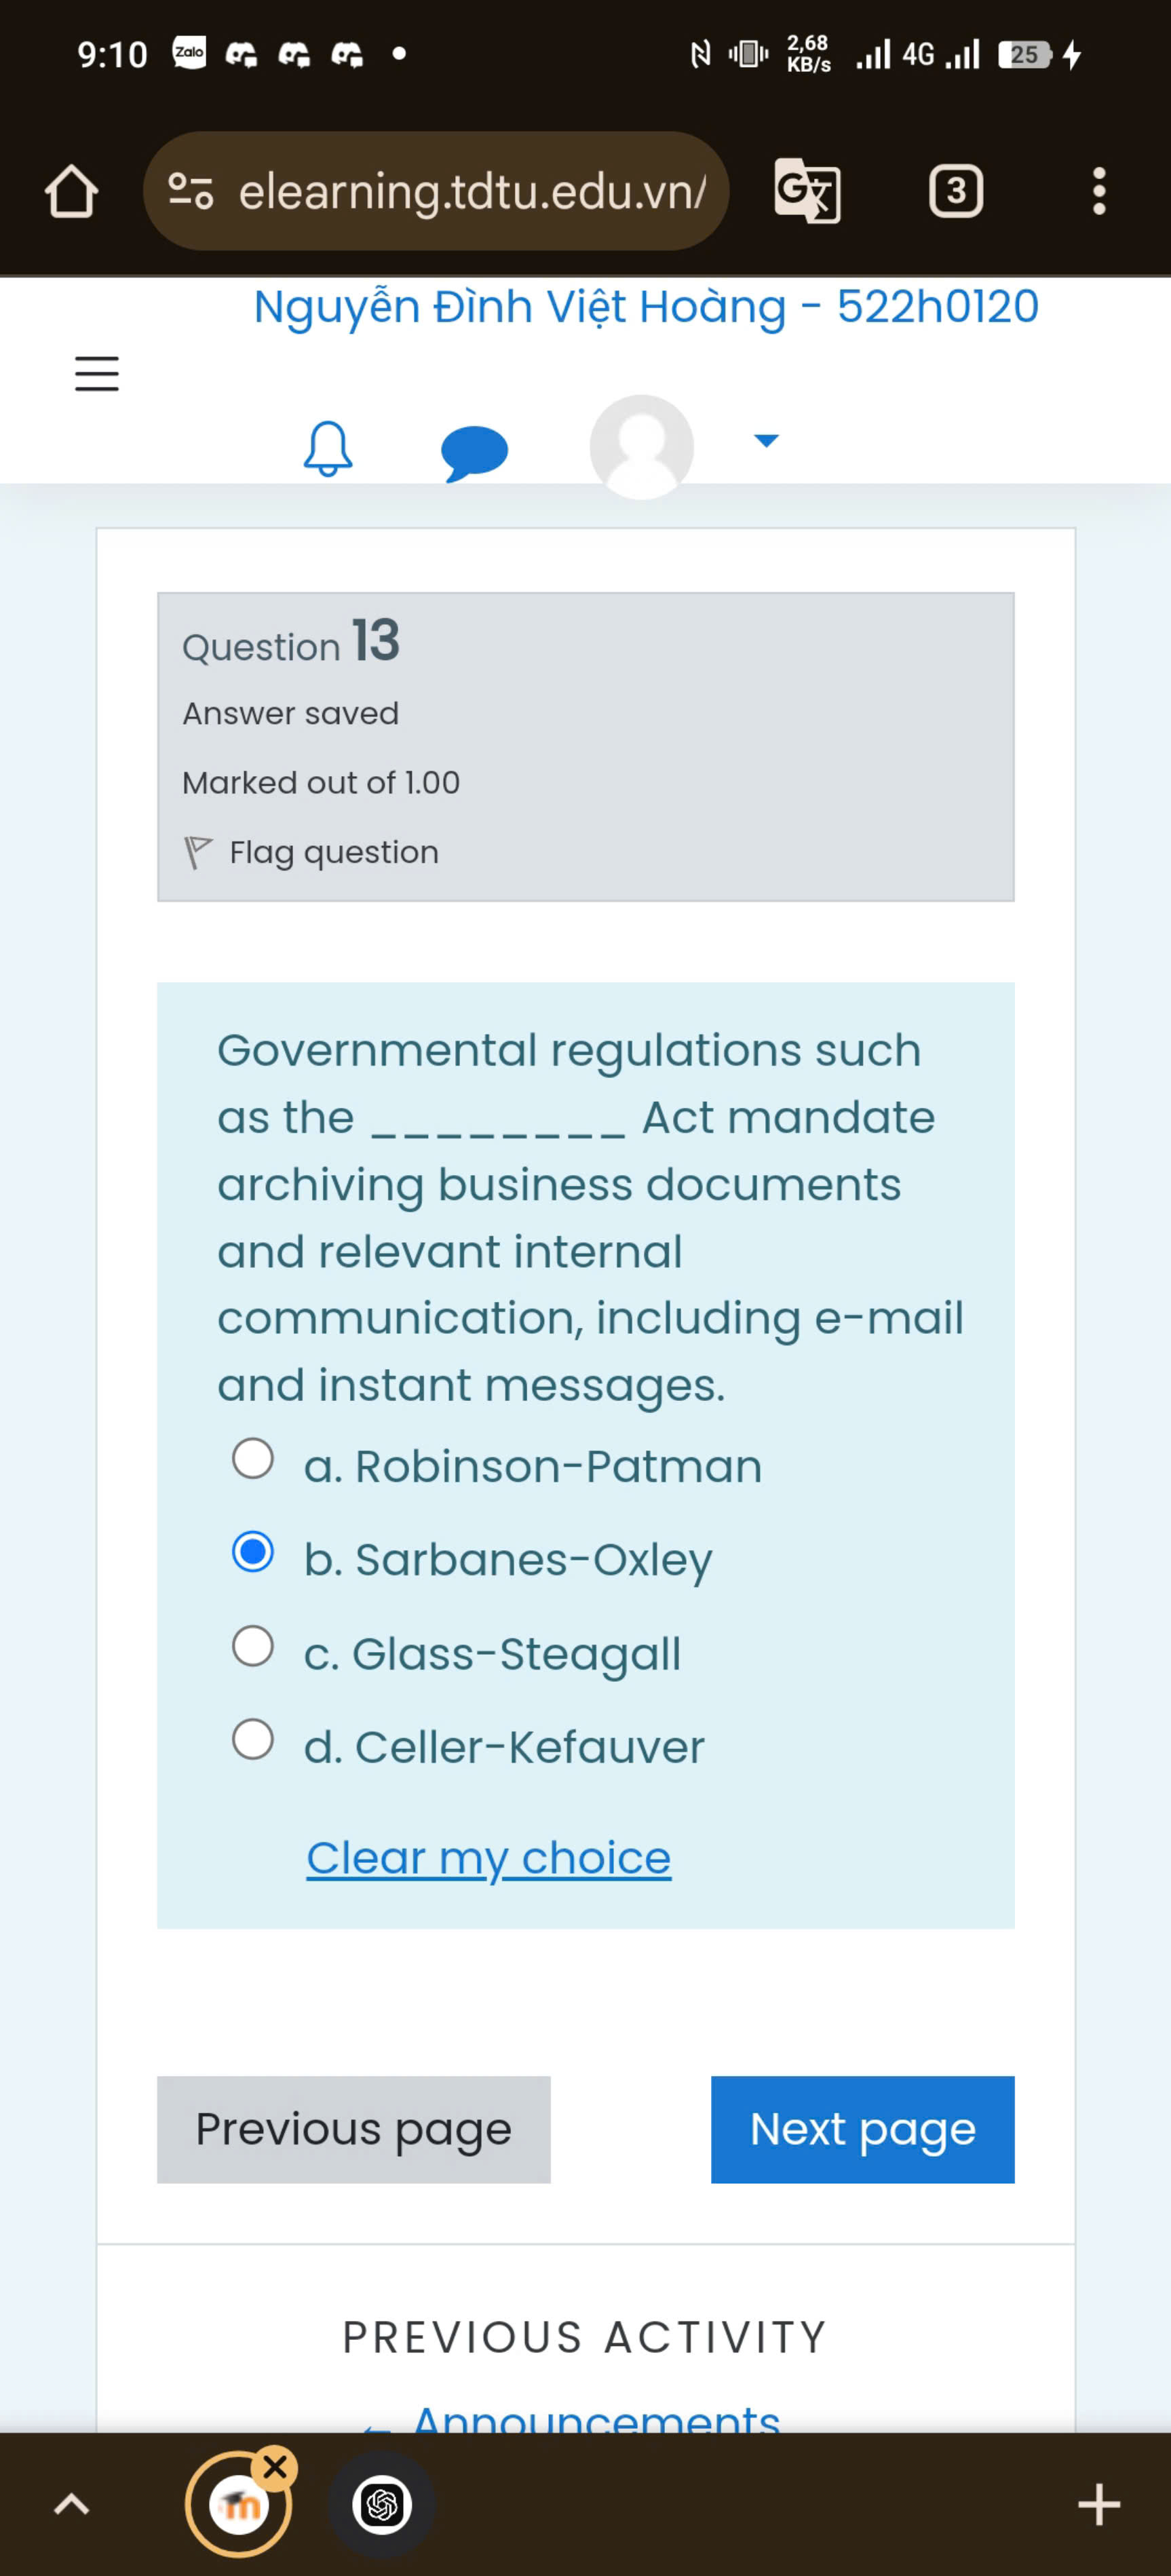 9:10 Zalo 2,68 KB/s 4G 25
elearning.tdtu.edu.vn/ 3
Nguyễn Đình Việt Hoàng - 522h0120
Question 13
Answer saved
Marked out of 1.00
Flag question
Governmental regulations such
as the ________ Act mandate
archiving business documents
and relevant internal
communication, including e-mail
and instant messages.
a. Robinson-Patman
b. Sarbanes-Oxley
c. Glass-Steagall
d. Celler-Kefauver
Clear my choice
Previous page Next page
PREVIOUS ACTIVITY
← Announcements